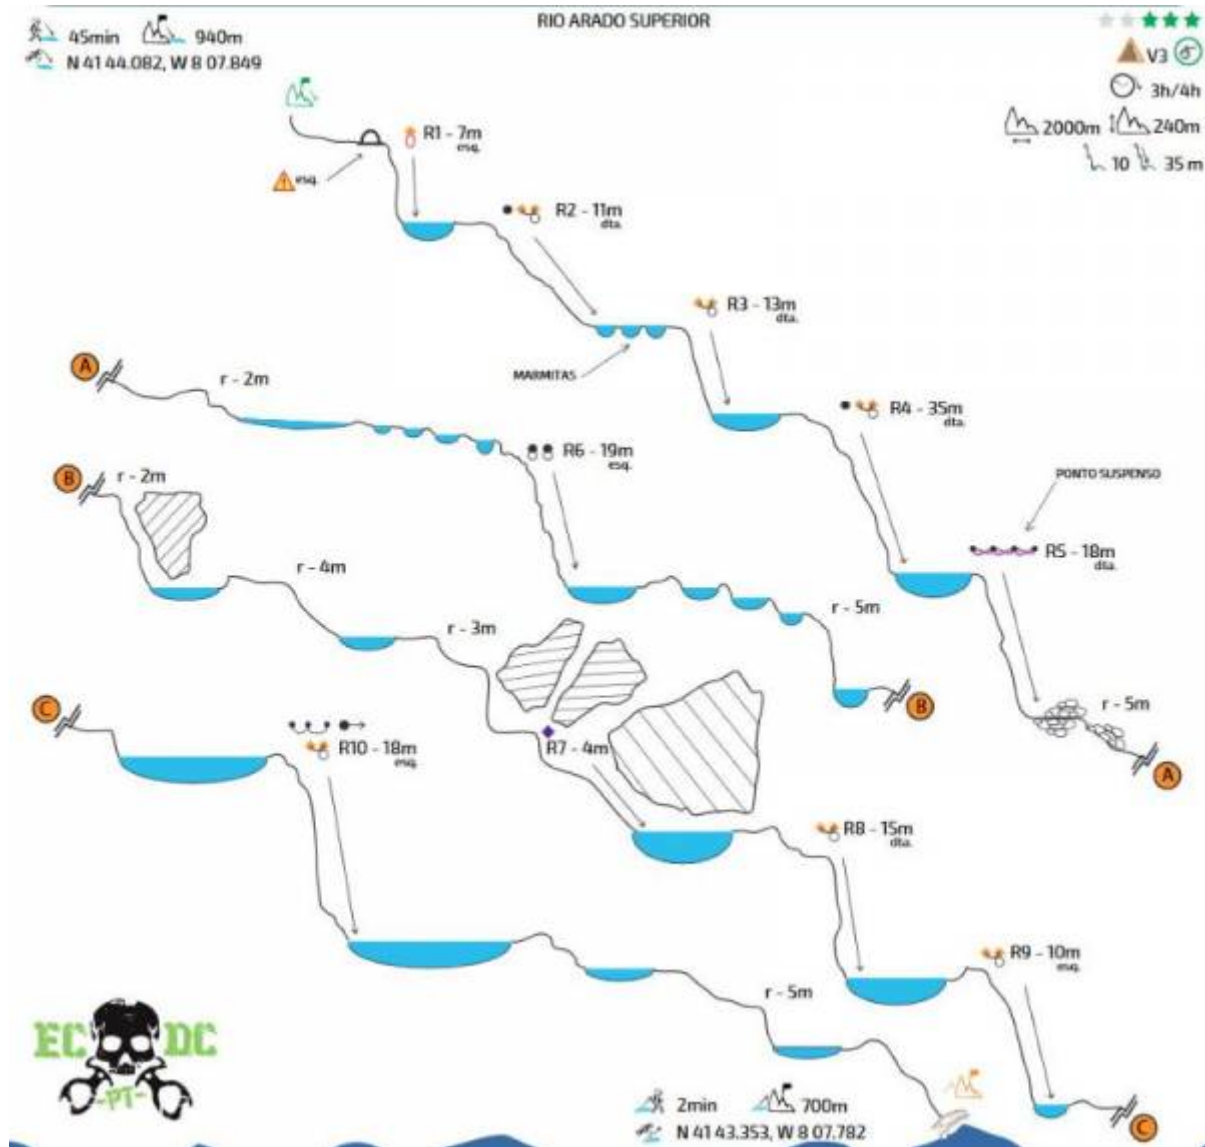 RIO ARADO SUPERIOR
45min 940m
N 41 44.082, W 8 07.849
V3
3h/4h
2000m 240m
10 35 m
R1 - 7m
esq.
esq.
R2 - 11m
dta.
R3 - 13m
dta.
MARMITAS
A
r - 2m
R4 - 35m
dta.
R6 - 19m
esq.
B
r - 2m
PONTO SUSPENSO
R5 - 18m
dta.
r - 4m
r - 5m
r - 3m
B
C
r - 5m
R10 - 18m
esq.
R7 - 4m
A
R8 - 15m
dta.
R9 - 10m
esq.
r - 5m
EC DC
-PT-
2min 700m
C
N 41 43.353, W 8 07.782